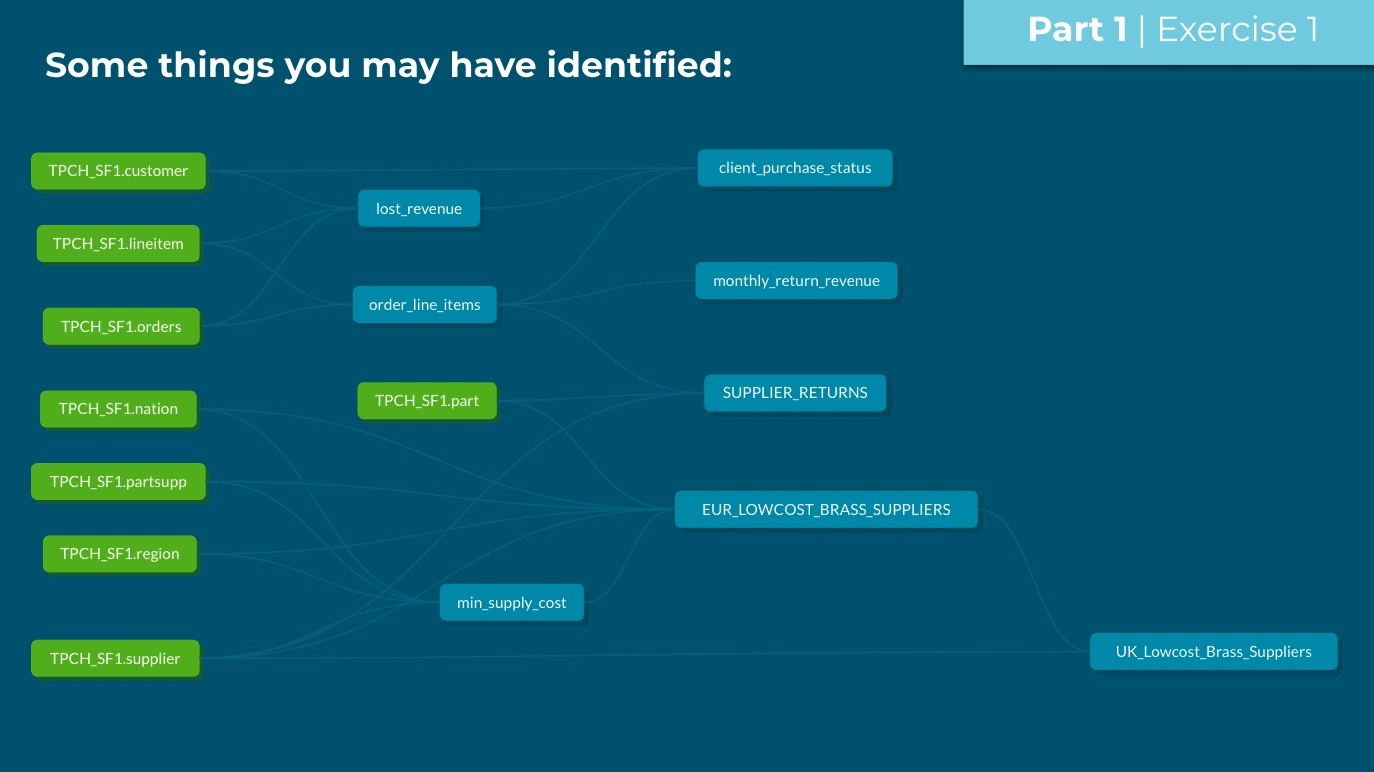 Part 1 | Exercise 1
Some things you may have identified:
TPCH_SF1.customer
client_purchase_status
lost_revenue
TPCH_SF1.lineitem
monthly_return_revenue
order_line_items
TPCH_SF1.orders
SUPPLIER_RETURNS
TPCH_SF1.part
TPCH_SF1.nation
TPCH_SF1.partsupp
EUR_LOWCOST_BRASS_SUPPLIERS
TPCH_SF1.region
min_supply_cost
UK_Lowcost_Brass_Suppliers
TPCH_SF1.supplier